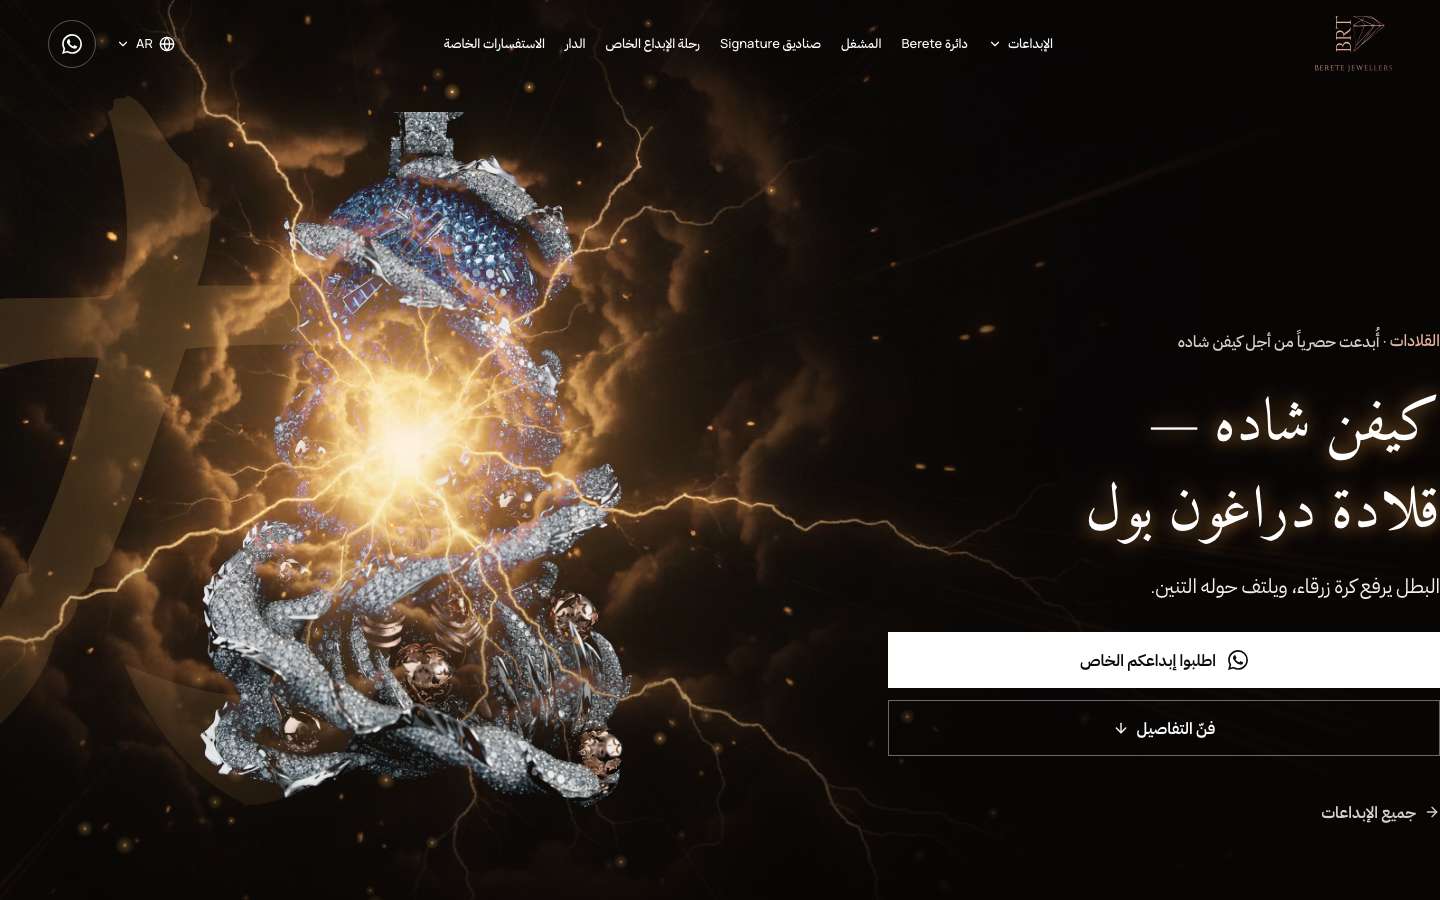 BRT
BERETE JEWELLERS
الإبداعات
دائرة Berete
المشغل
صناديق Signature
رحلة الإبداع الخاص
الدار
الاستفسارات الخاصة
AR
القلادات · أُبدعت حصرياً من أجل كيفن شاده
كيفن شاده —
قلادة دراغون بول
البطل يرفع كرة زرقاء، ويلتف حوله التنين.
اطلبوا إبداعكم الخاص
فنّ التفاصيل ↓
→ جميع الإبداعات